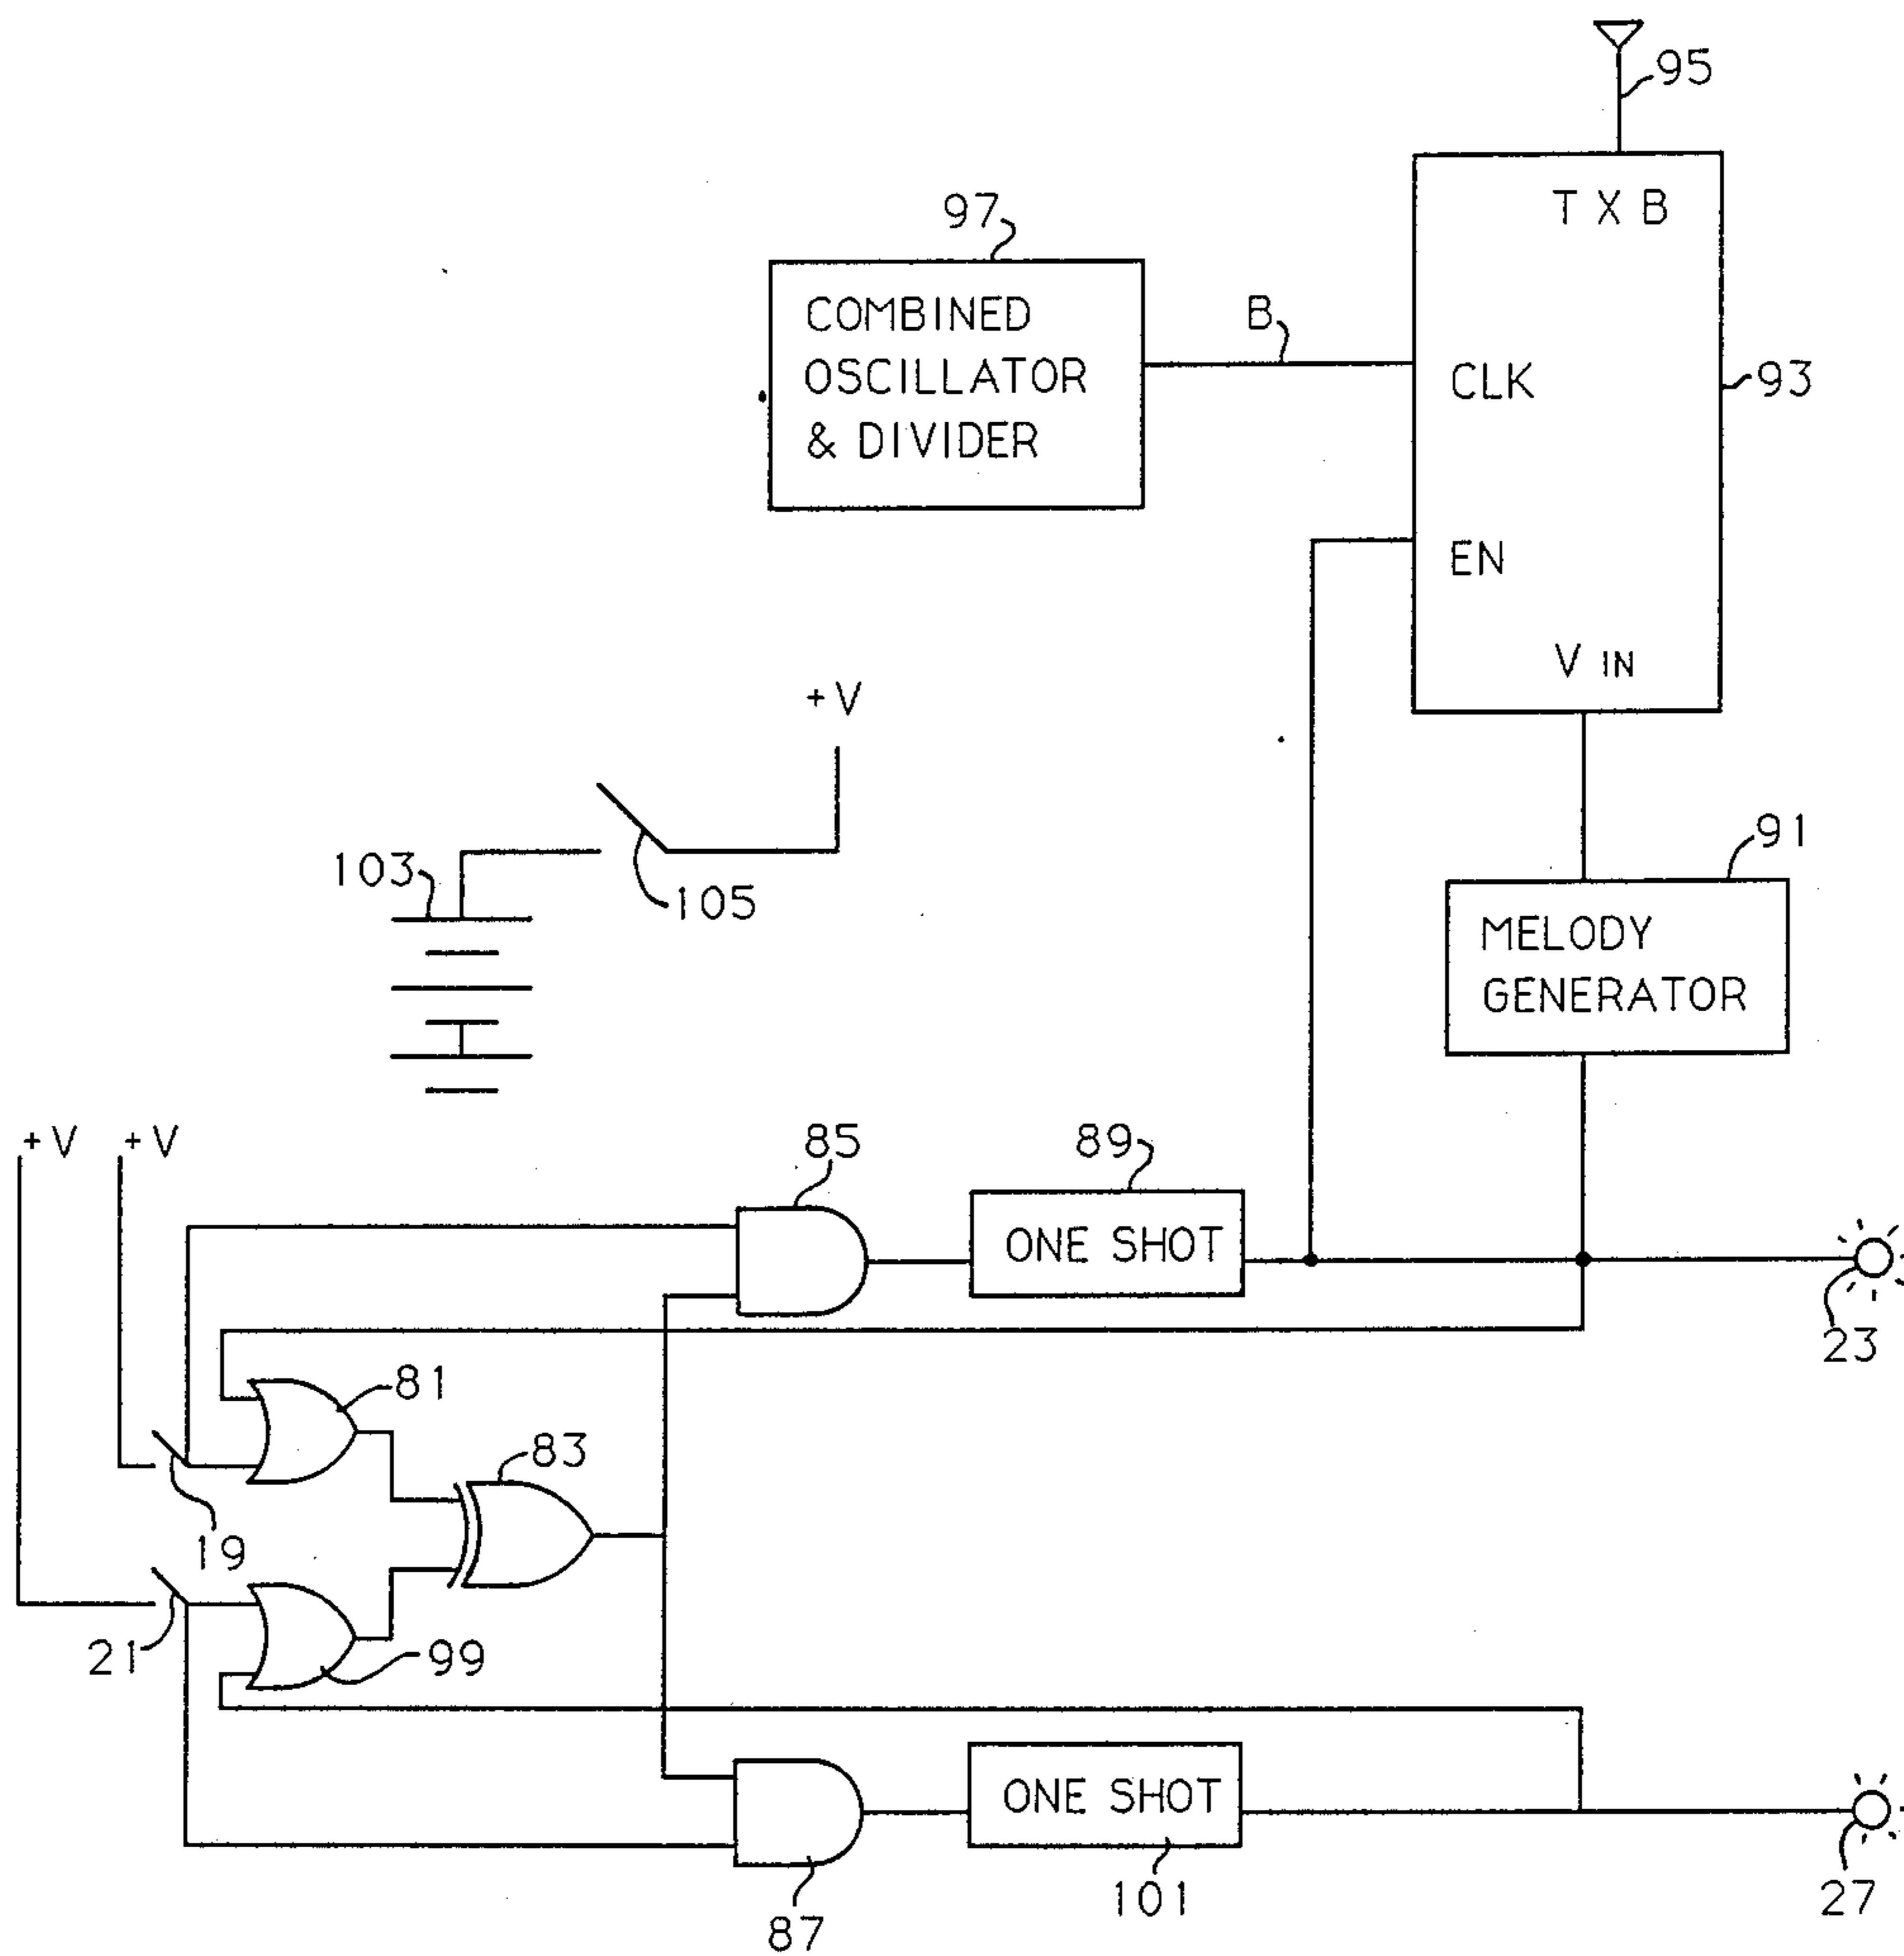 95
T X B
97
COMBINED
OSCILLATOR
& DIVIDER
B
CLK
93
EN
V IN
+V
103
105
91
MELODY
GENERATOR
+V
+V
85
89
ONE SHOT
23
81
83
19
21
99
ONE SHOT
101
87
27